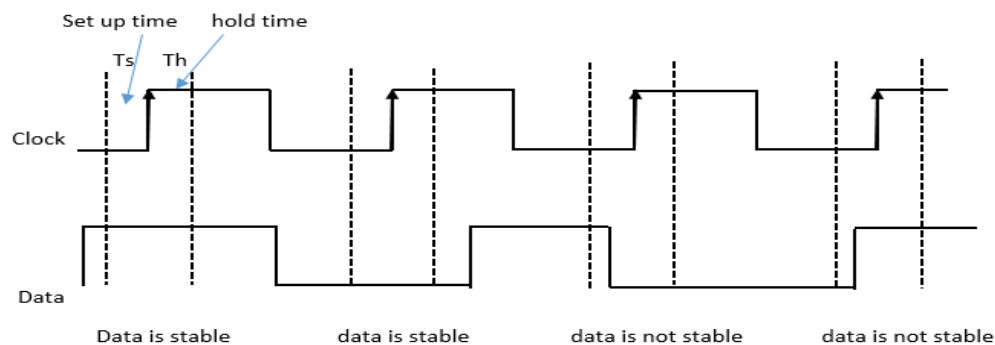 Set up time hold time
Ts Th
Clock
Data
Data is stable data is stable data is not stable data is not stable